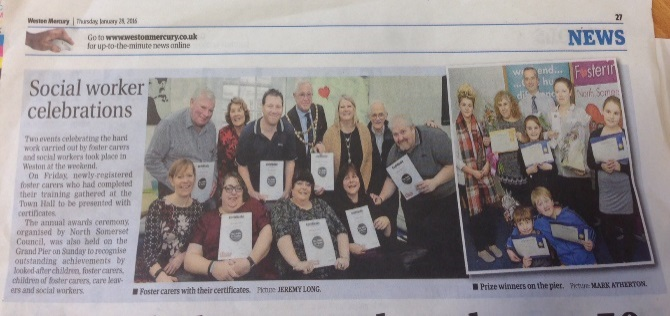 Weston Mercury | Thursday, January 28, 2016
27
Go to www.westonmercury.co.uk
for up-to-the-minute news online
NEWS
Social worker
celebrations
Two events celebrating the hard
work carried out by foster carers
and social workers took place in
Weston at the weekend.
On Friday, newly-registered
foster carers who had completed
their training gathered at the
Town Hall to be presented with
certificates.
The annual awards ceremony,
organised by North Somerset
Council, was also held on the
Grand Pier on Sunday to recognise
outstanding achievements by
looked-after children, foster carers,
children of foster carers, care leav-
ers and social workers.
Fosterin
North Somer
■ Foster carers with their certificates. Picture: JEREMY LONG.
■ Prize winners on the pier. Picture: MARK ATHERTON.